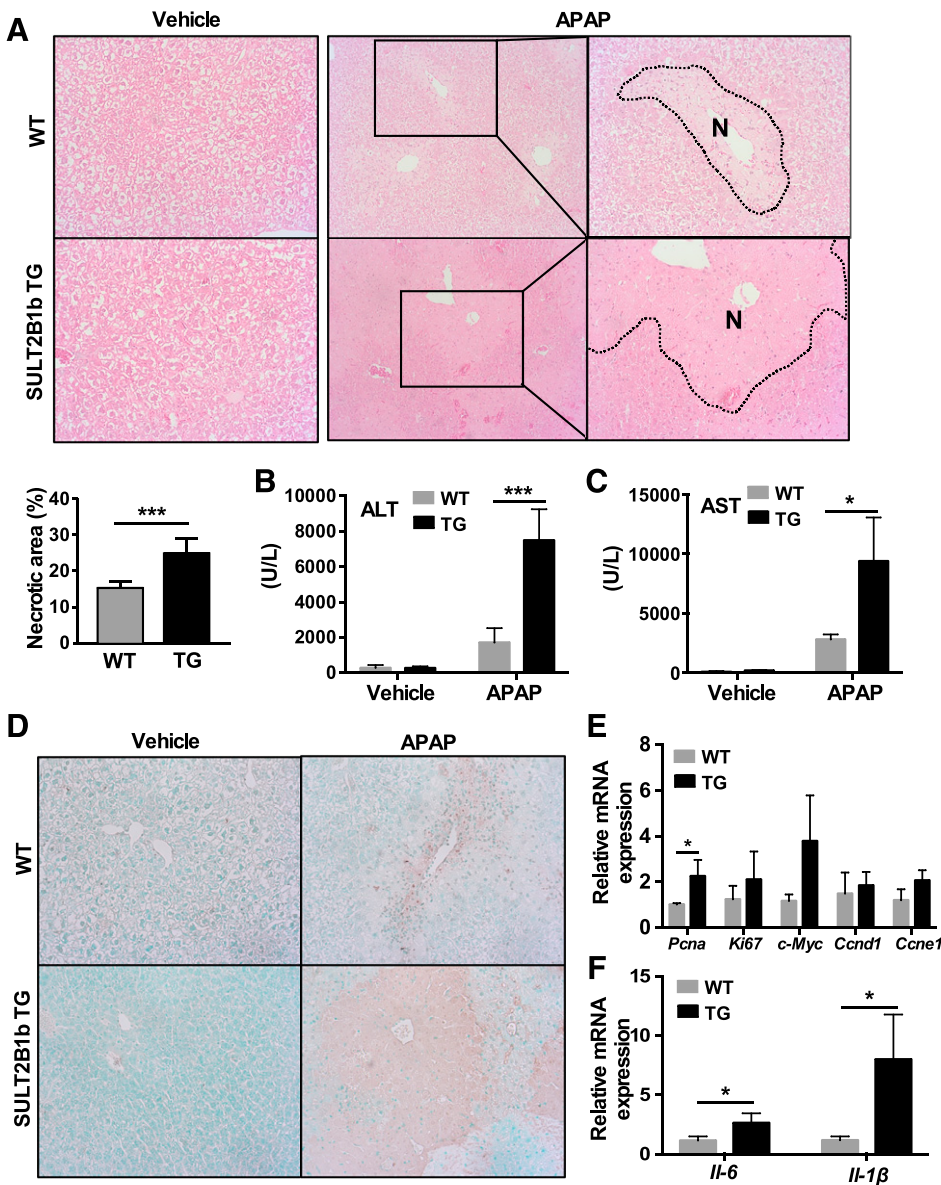 A
Vehicle
APAP
WT
N
SULT2B1b TG
N
Necrotic area (%)
40
30
20
10
0
***
WT
TG
B
ALT
WT
TG
***
(U/L)
10000
8000
6000
4000
2000
0
Vehicle
APAP
C
AST
WT
TG
*
(U/L)
15000
10000
5000
0
Vehicle
APAP
D
Vehicle
APAP
WT
SULT2B1b TG
E
WT
TG
Relative mRNA
expression
8
6
4
2
0
*
Pcna
Ki67
c-Myc
Ccnd1
Ccne1
F
WT
TG
Relative mRNA
expression
15
10
5
0
*
*
Il-6
Il-1β